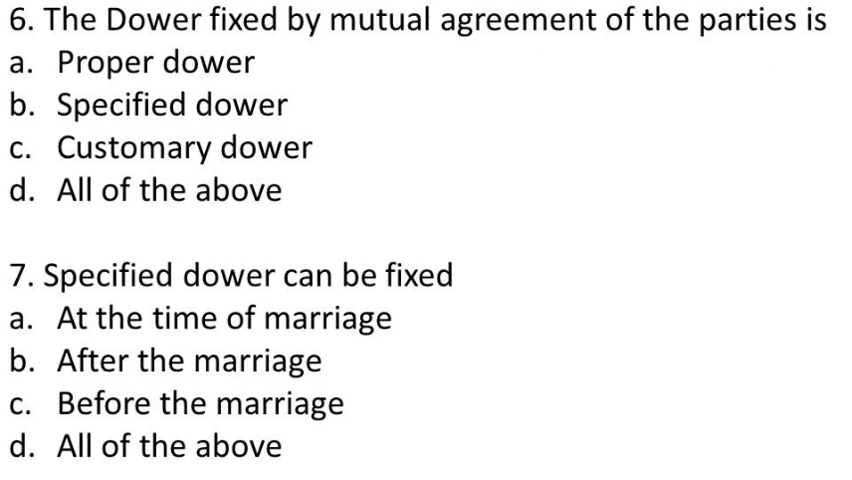 6. The Dower fixed by mutual agreement of the parties is
a. Proper dower
b. Specified dower
c. Customary dower
d. All of the above
7. Specified dower can be fixed
a. At the time of marriage
b. After the marriage
c. Before the marriage
d. All of the above